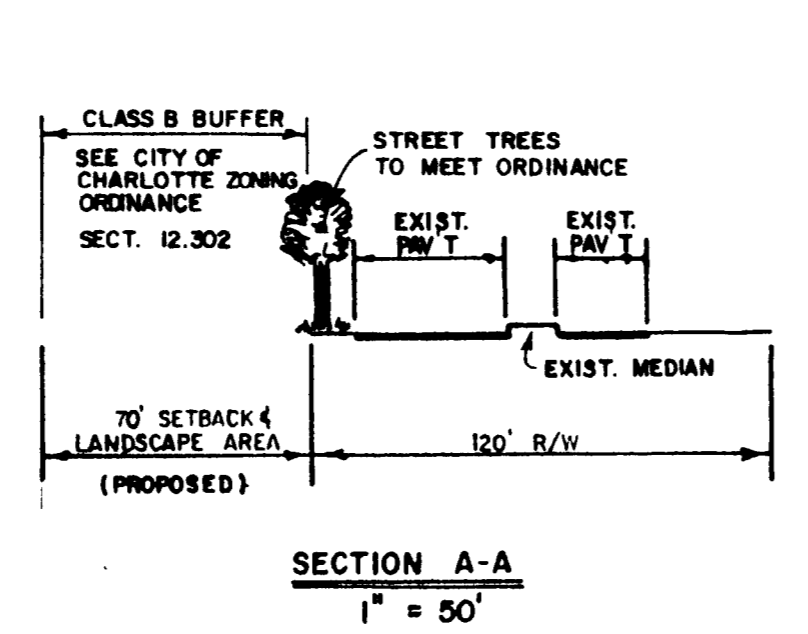 CLASS B BUFFER
SEE CITY OF
CHARLOTTE ZONING
ORDINANCE
SECT. 12.302
STREET TREES
TO MEET ORDINANCE
EXIST.
PAV'T
EXIST.
PAV'T
EXIST. MEDIAN
70' SETBACK &
LANDSCAPE AREA
(PROPOSED)
120' R/W
SECTION A-A
1" = 50'